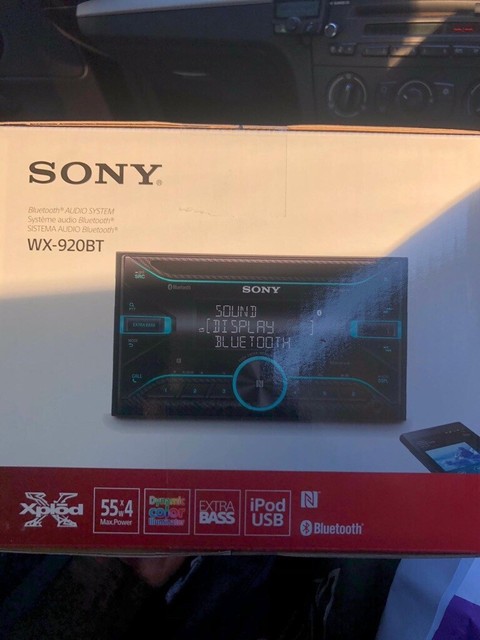 SONY®
Bluetooth® AUDIO SYSTEM
Système audio Bluetooth®
SISTEMA AUDIO Bluetooth®
WX-920BT
Bluetooth
SONY
SOUND
[DISPLAY ]
BLUETOOTH
Xplod
55w x 4
Max.Power
Dynamic
color
Illuminator
EXTRA
BASS
iPod
USB
N
Bluetooth®